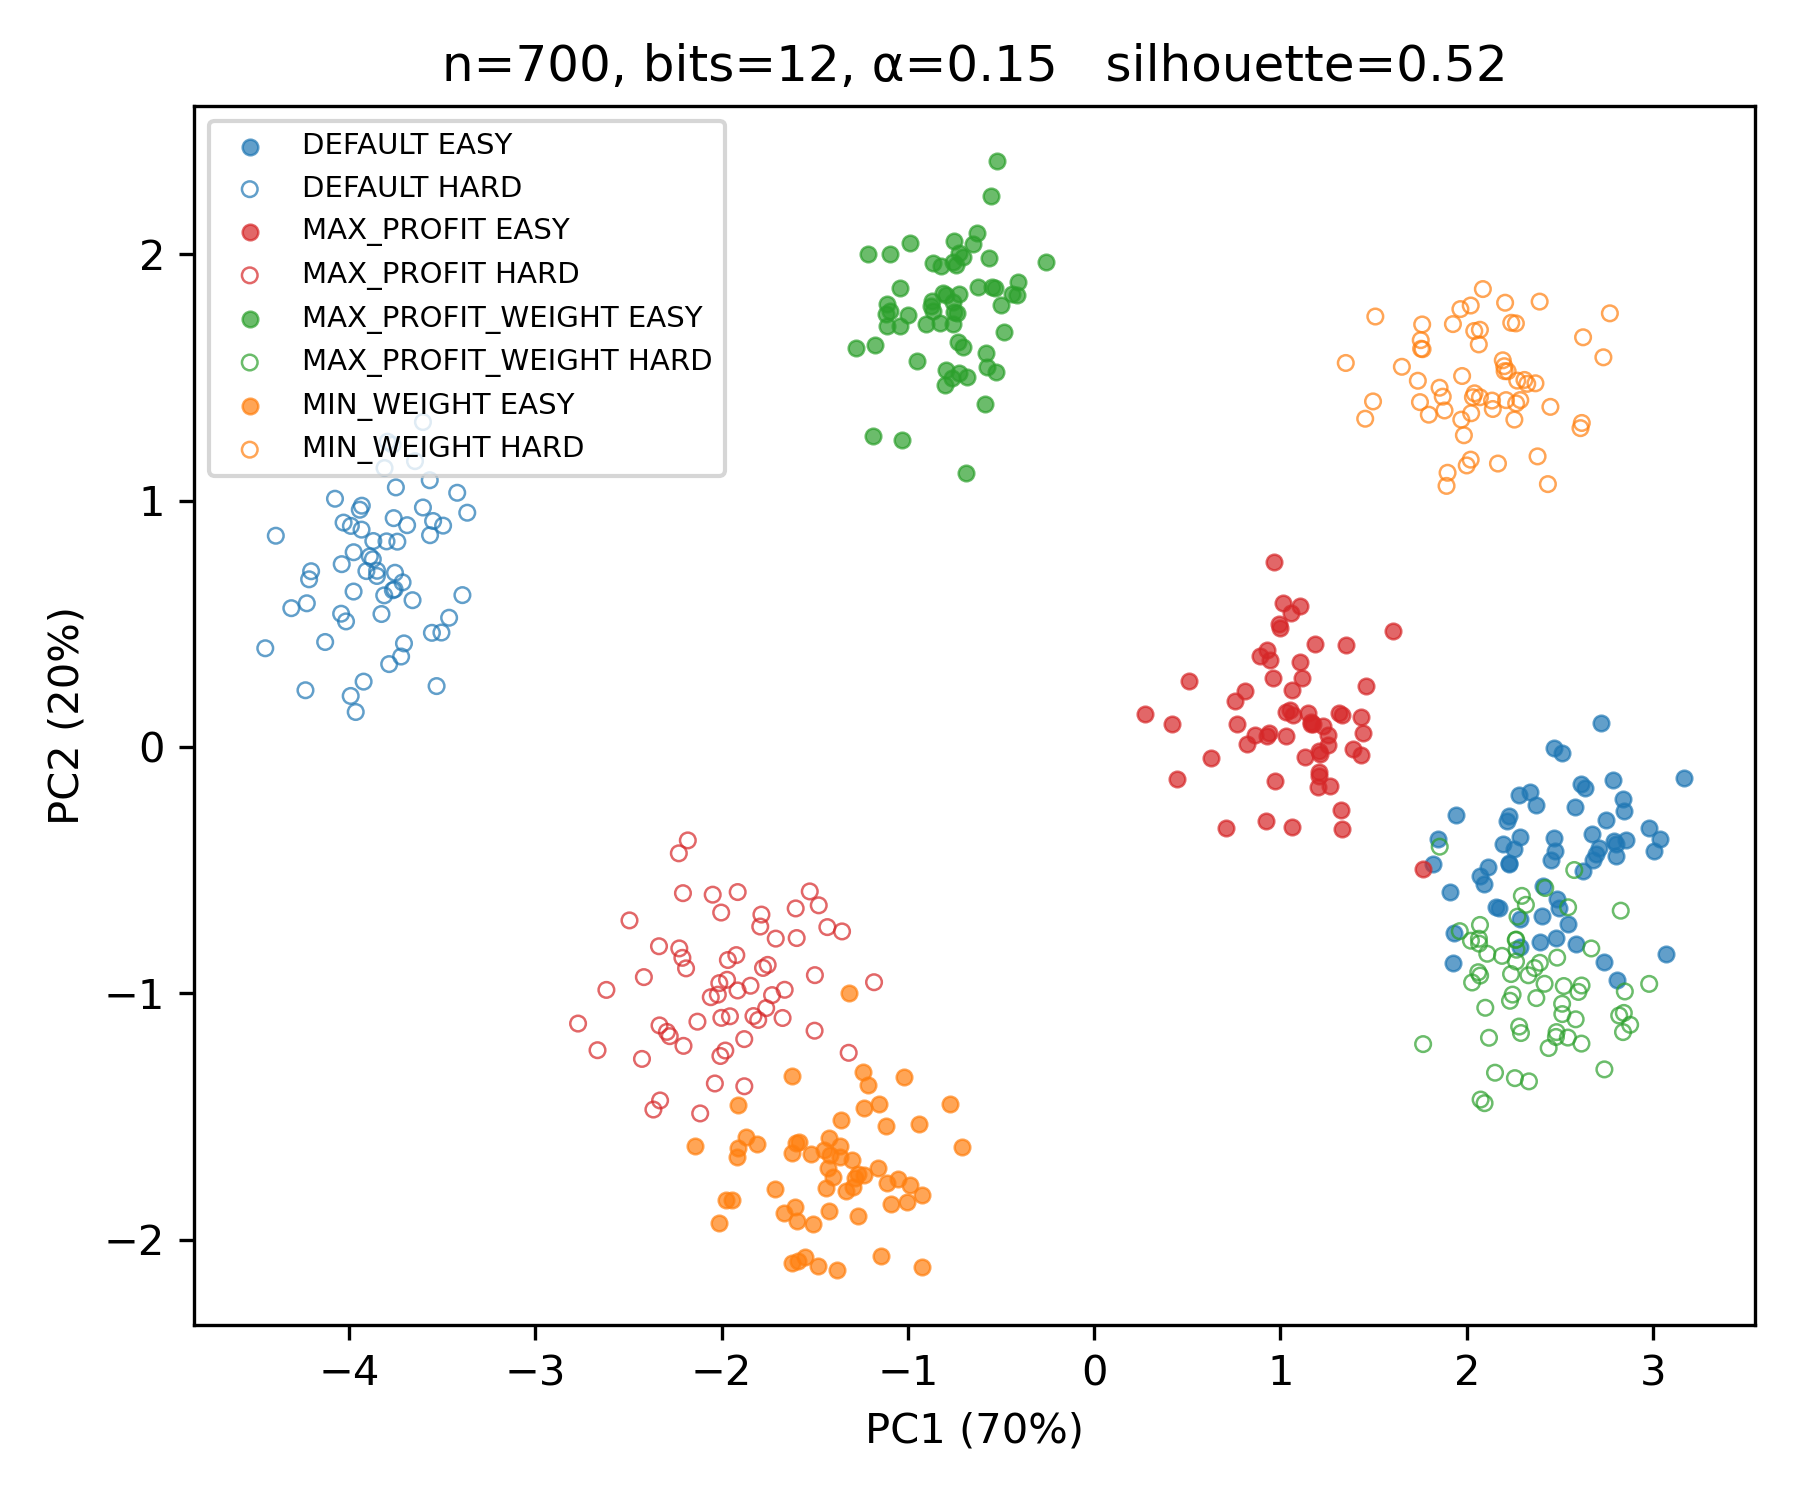 n=700, bits=12, α=0.15   silhouette=0.52
DEFAULT EASY
DEFAULT HARD
MAX_PROFIT EASY
MAX_PROFIT HARD
MAX_PROFIT_WEIGHT EASY
MAX_PROFIT_WEIGHT HARD
MIN_WEIGHT EASY
MIN_WEIGHT HARD
PC2 (20%)
2
1
0
−1
−2
−4 −3 −2 −1 0 1 2 3
PC1 (70%)